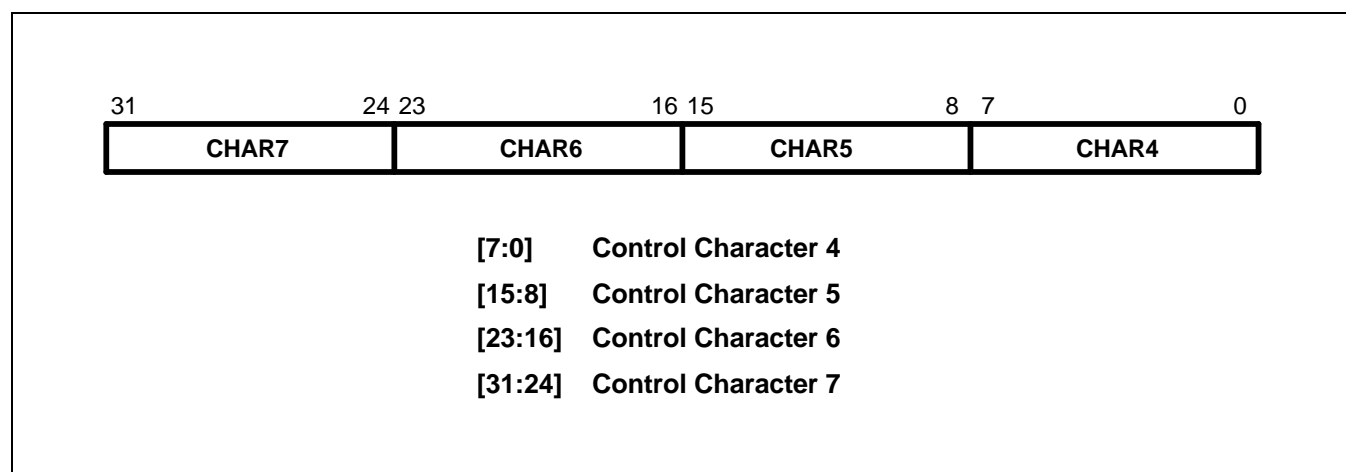 31 24 23 16 15 8 7 0
CHAR7 CHAR6 CHAR5 CHAR4
[7:0] Control Character 4
[15:8] Control Character 5
[23:16] Control Character 6
[31:24] Control Character 7